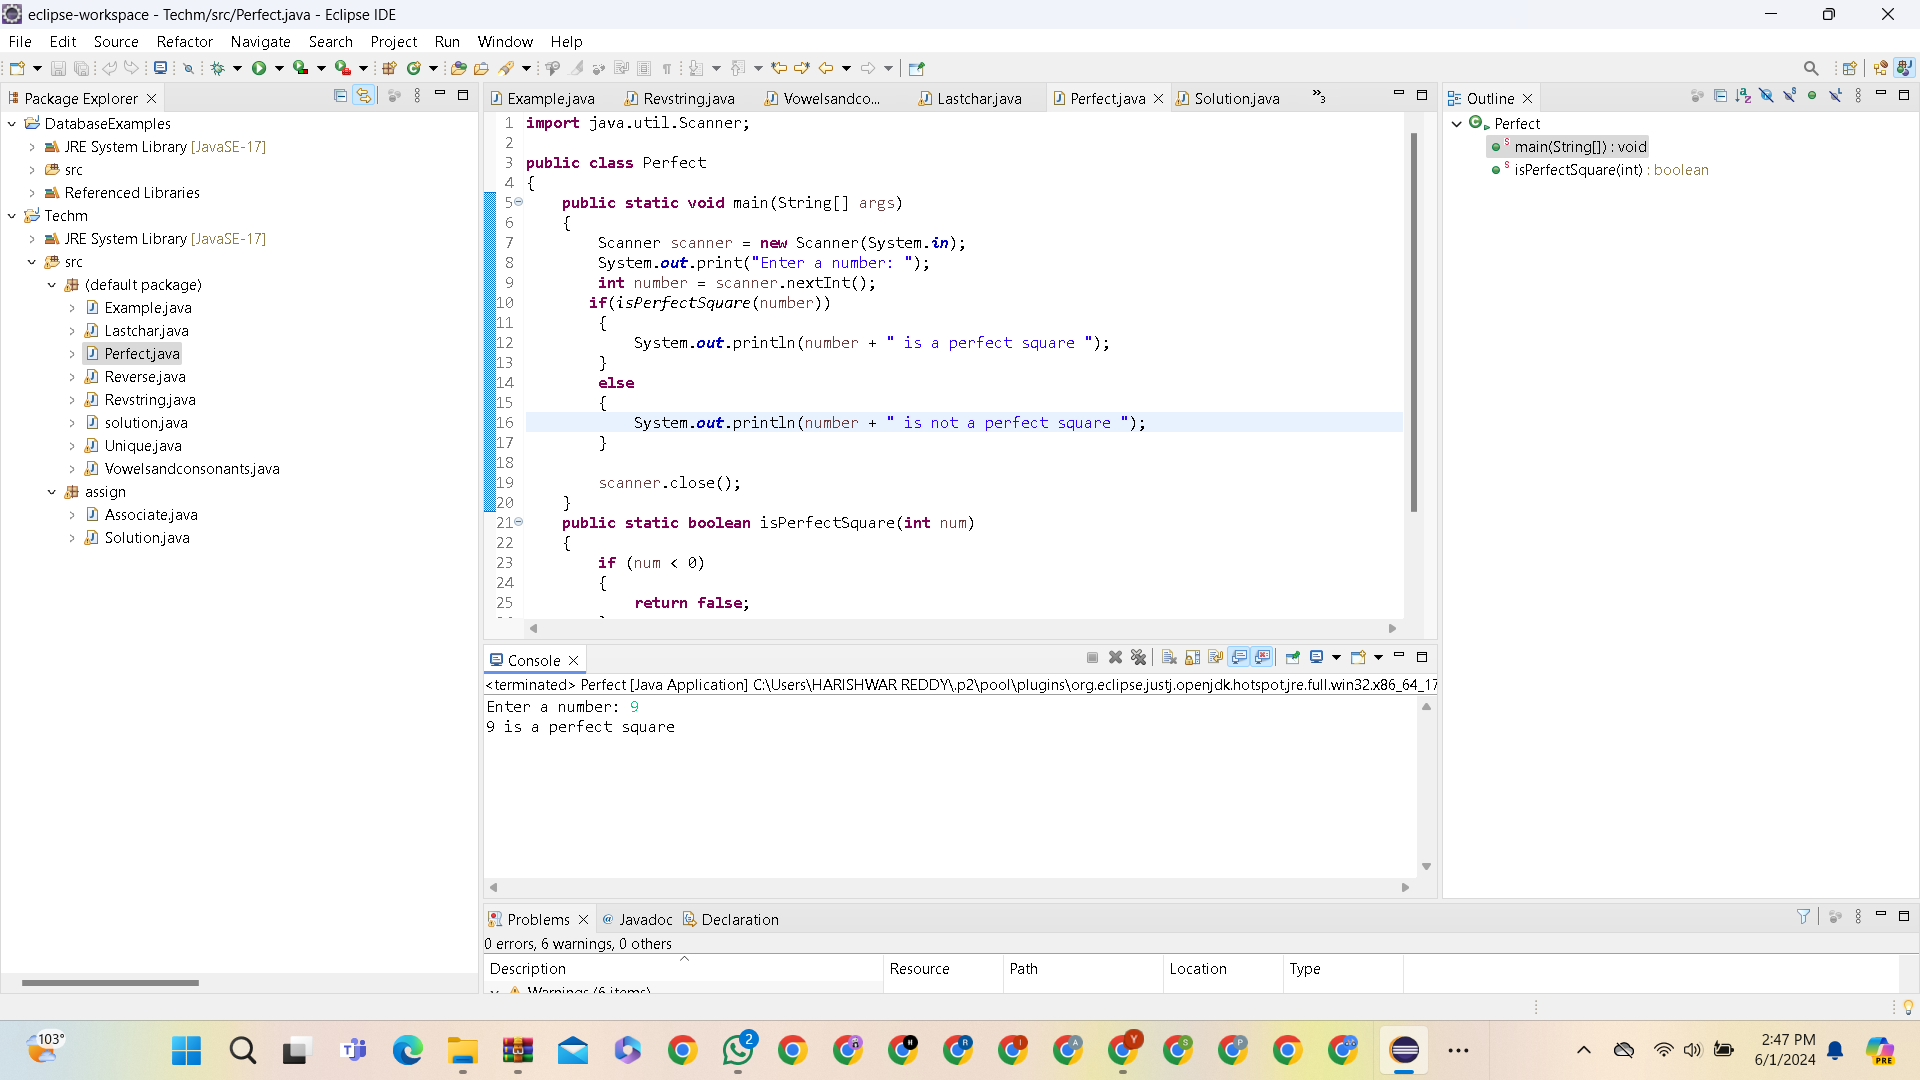 eclipse-workspace - Techm/src/Perfect.java - Eclipse IDE
File Edit Source Refactor Navigate Search Project Run Window Help
Package Explorer
DatabaseExamples
JRE System Library [JavaSE-17]
src
Referenced Libraries
Techm
JRE System Library [JavaSE-17]
src
(default package)
Example.java
Lastchar.java
Perfect.java
Reverse.java
Revstring.java
solution.java
Unique.java
Vowelsandconsonants.java
assign
Associate.java
Solution.java
Example.java Revstring.java Vowelsandco... Lastchar.java Perfect.java Solution.java »3
1 import java.util.Scanner;
2
3 public class Perfect
4 {
5 public static void main(String[] args)
6 {
7 Scanner scanner = new Scanner(System.in);
8 System.out.print("Enter a number: ");
9 int number = scanner.nextInt();
10 if(isPerfectSquare(number))
11 {
12 System.out.println(number + " is a perfect square ");
13 }
14 else
15 {
16 System.out.println(number + " is not a perfect square ");
17 }
18
19 scanner.close();
20 }
21 public static boolean isPerfectSquare(int num)
22 {
23 if (num < 0)
24 {
25 return false;
Outline
Perfect
main(String[]) : void
isPerfectSquare(int) : boolean
Console
<terminated> Perfect [Java Application] C:\Users\HARISHWAR REDDY\.p2\pool\plugins\org.eclipse.justj.openjdk.hotspot.jre.full.win32.x86_64_17
Enter a number: 9
9 is a perfect square
Problems @ Javadoc Declaration
0 errors, 6 warnings, 0 others
Description Resource Path Location Type
Warnings (6 items)
103°
2
2:47 PM
6/1/2024
PRE